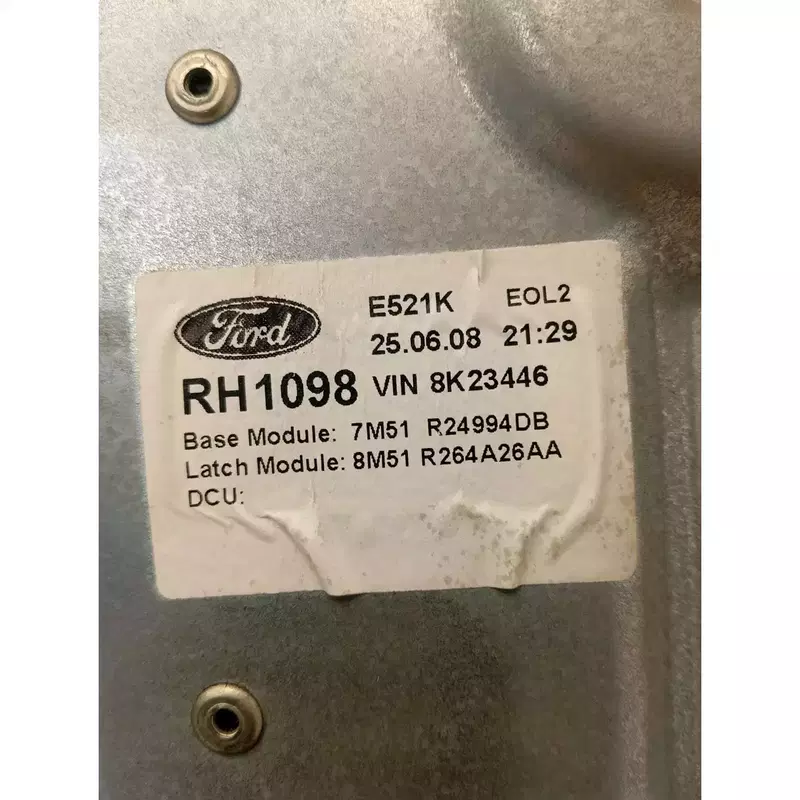 Ford
E521K EOL2
25.06.08 21:29
RH1098 VIN 8K23446
Base Module: 7M51 R24994DB
Latch Module: 8M51 R264A26AA
DCU: